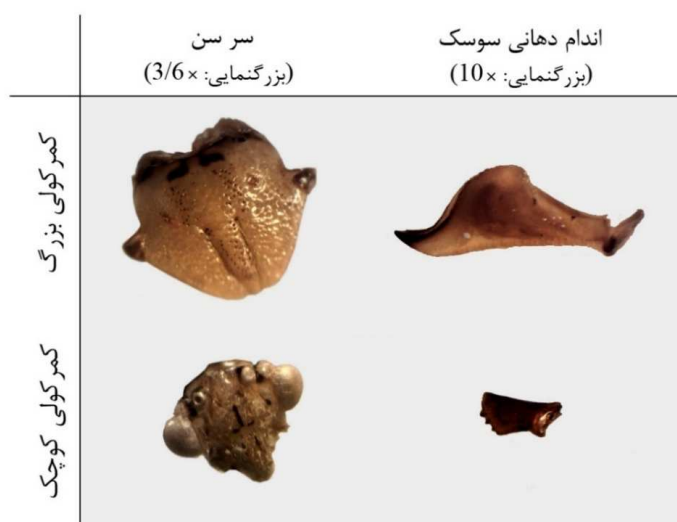 اندام دهانی سوسک
(بزرگنمایی: ×10)
سر سن
(بزرگنمایی: ×3/6)
کمرکولی بزرگ
کمرکولی کوچک